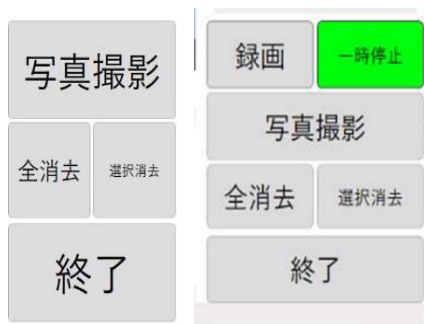 写真撮影
全消去 選択消去
終了
録画 一時停止
写真撮影
全消去 選択消去
終了